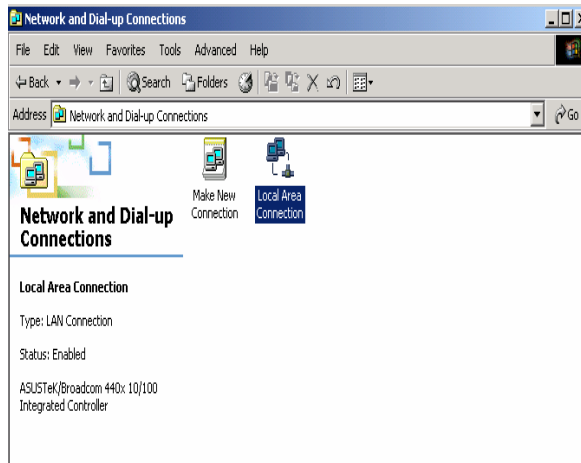 Network and Dial-up Connections
File Edit View Favorites Tools Advanced Help
Back Search Folders
Address Network and Dial-up Connections Go
Make New Connection
Local Area Connection
Network and Dial-up
Connections
Local Area Connection
Type: LAN Connection
Status: Enabled
ASUSTeK/Broadcom 440x 10/100
Integrated Controller